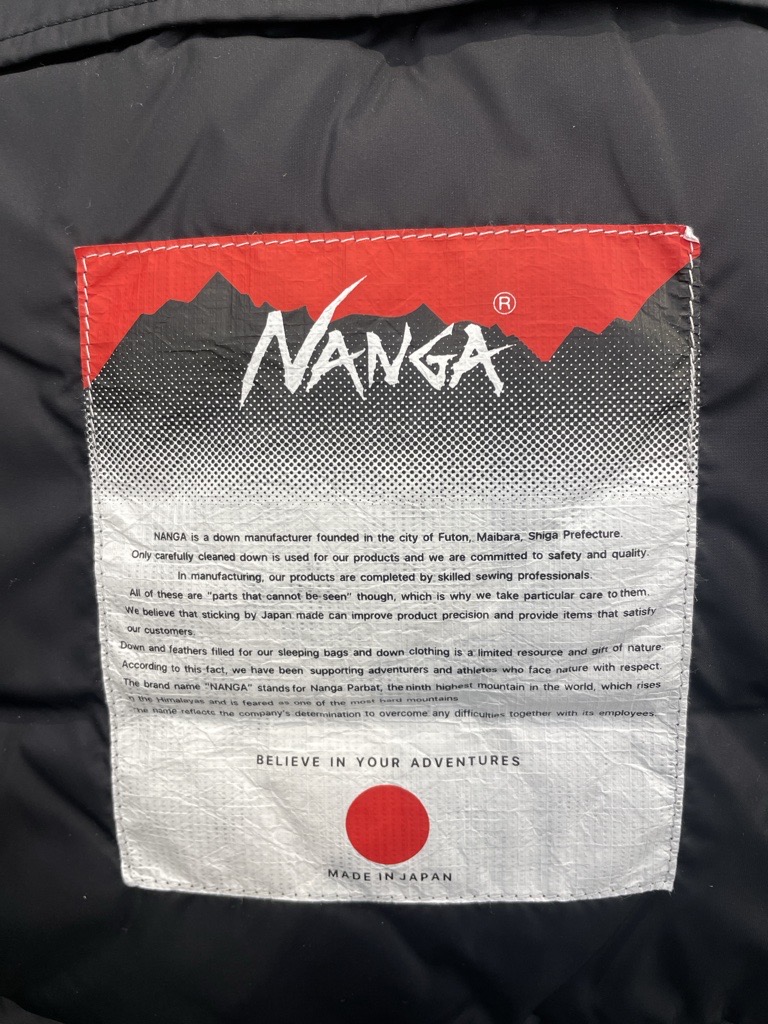 NANGA ®
NANGA is a down manufacturer founded in the city of Futon, Maibara, Shiga Prefecture.
Only carefully cleaned down is used for our products and we are committed to safety and quality.
In manufacturing, our products are completed by skilled sewing professionals.
All of these are "parts that cannot be seen" though, which is why we take particular care to them.
We believe that sticking by Japan made can improve product precision and provide items that satisfy
our customers.
Down and feathers filled for our sleeping bags and down clothing is a limited resource and gift of nature.
According to this fact, we have been supporting adventurers and athletes who face nature with respect.
The brand name "NANGA" stands for Nanga Parbat, the ninth highest mountain in the world, which rises
in the Himalayas and is feared as one of the most hard mountains.
The name reflects the company's determination to overcome any difficulties together with its employees.
BELIEVE IN YOUR ADVENTURES
MADE IN JAPAN